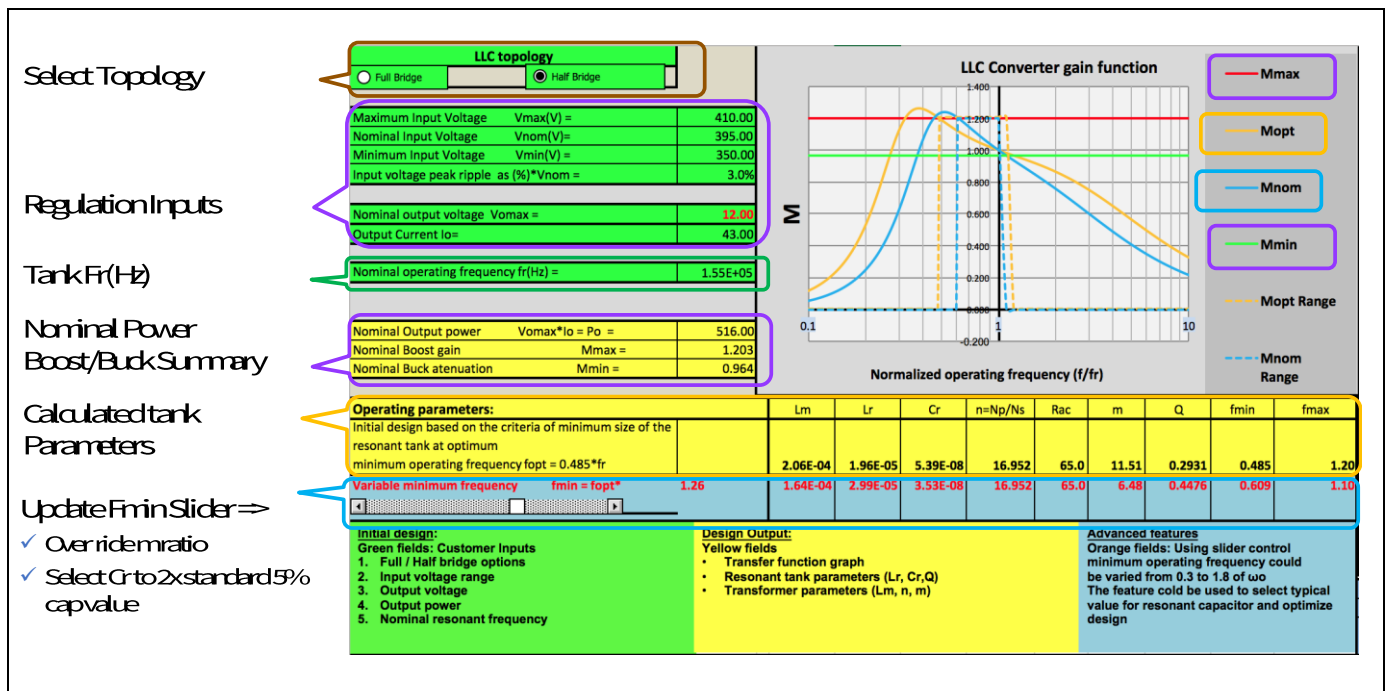 Select Topology
Regulation Inputs
Tank Fr(Hz)
Nominal Power
Boost/Buck Summary
Calculated tank
Parameters
Update Fmin Slider=>
✓ Over ride m ratio
✓ Select Cr to 2x standard 5%
cap value
LLC topology
Full Bridge Half Bridge
Maximum Input Voltage Vmax(V) = 410.00
Nominal Input Voltage Vnom(V)= 395.00
Minimum Input Voltage Vmin(V) = 350.00
Input voltage peak ripple as (%)*Vnom = 3.0%
Nominal output voltage Vomax = 12.00
Output Current Io= 43.00
Nominal operating frequency fr(Hz) = 1.55E+05
Nominal Output power Vomax*Io = Po = 516.00
Nominal Boost gain Mmax = 1.203
Nominal Buck atenuation Mmin = 0.964
LLC Converter gain function
1.400
1.200
1.000
0.800
0.600
0.400
0.200
0.000
-0.200
0.1 1 10
M
Normalized operating frequency (f/fr)
Mmax
Mopt
Mnom
Mmin
Mopt Range
Mnom
Range
Operating parameters: Lm Lr Cr n=Np/Ns Rac m Q fmin fmax
Initial design based on the criteria of minimum size of the
resonant tank at optimum
minimum operating frequency fopt = 0.485*fr 2.06E-04 1.96E-05 5.39E-08 16.952 65.0 11.51 0.2931 0.485 1.20
Variable minimum frequency fmin = fopt* 1.26 1.64E-04 2.99E-05 3.53E-08 16.952 65.0 6.48 0.4476 0.609 1.10
Initial design:
Green fields: Customer Inputs
1. Full / Half bridge options
2. Input voltage range
3. Output voltage
4. Output power
5. Nominal resonant frequency
Design Output:
Yellow fields
• Transfer function graph
• Resonant tank parameters (Lr, Cr,Q)
• Transformer parameters (Lm, n, m)
Advanced features
Orange fields: Using slider control
minimum operating frequency could
be varied from 0.3 to 1.8 of ωo
The feature cold be used to select typical
value for resonant capacitor and optimize
design